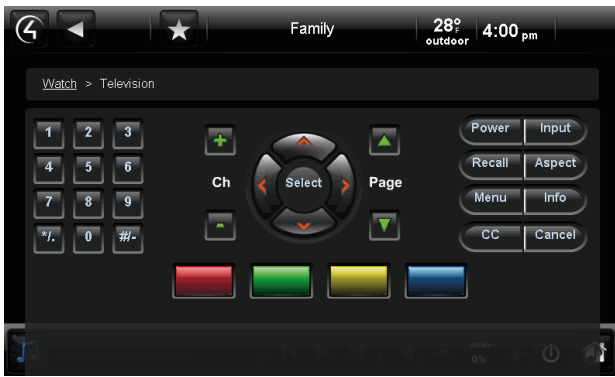 4 Family 28°F outdoor 4:00 pm
Watch > Television
1 2 3
4 5 6
7 8 9
*/. 0 #/-
+
Ch
-
Select
Page
Power Input
Recall Aspect
Menu Info
CC Cancel
0%